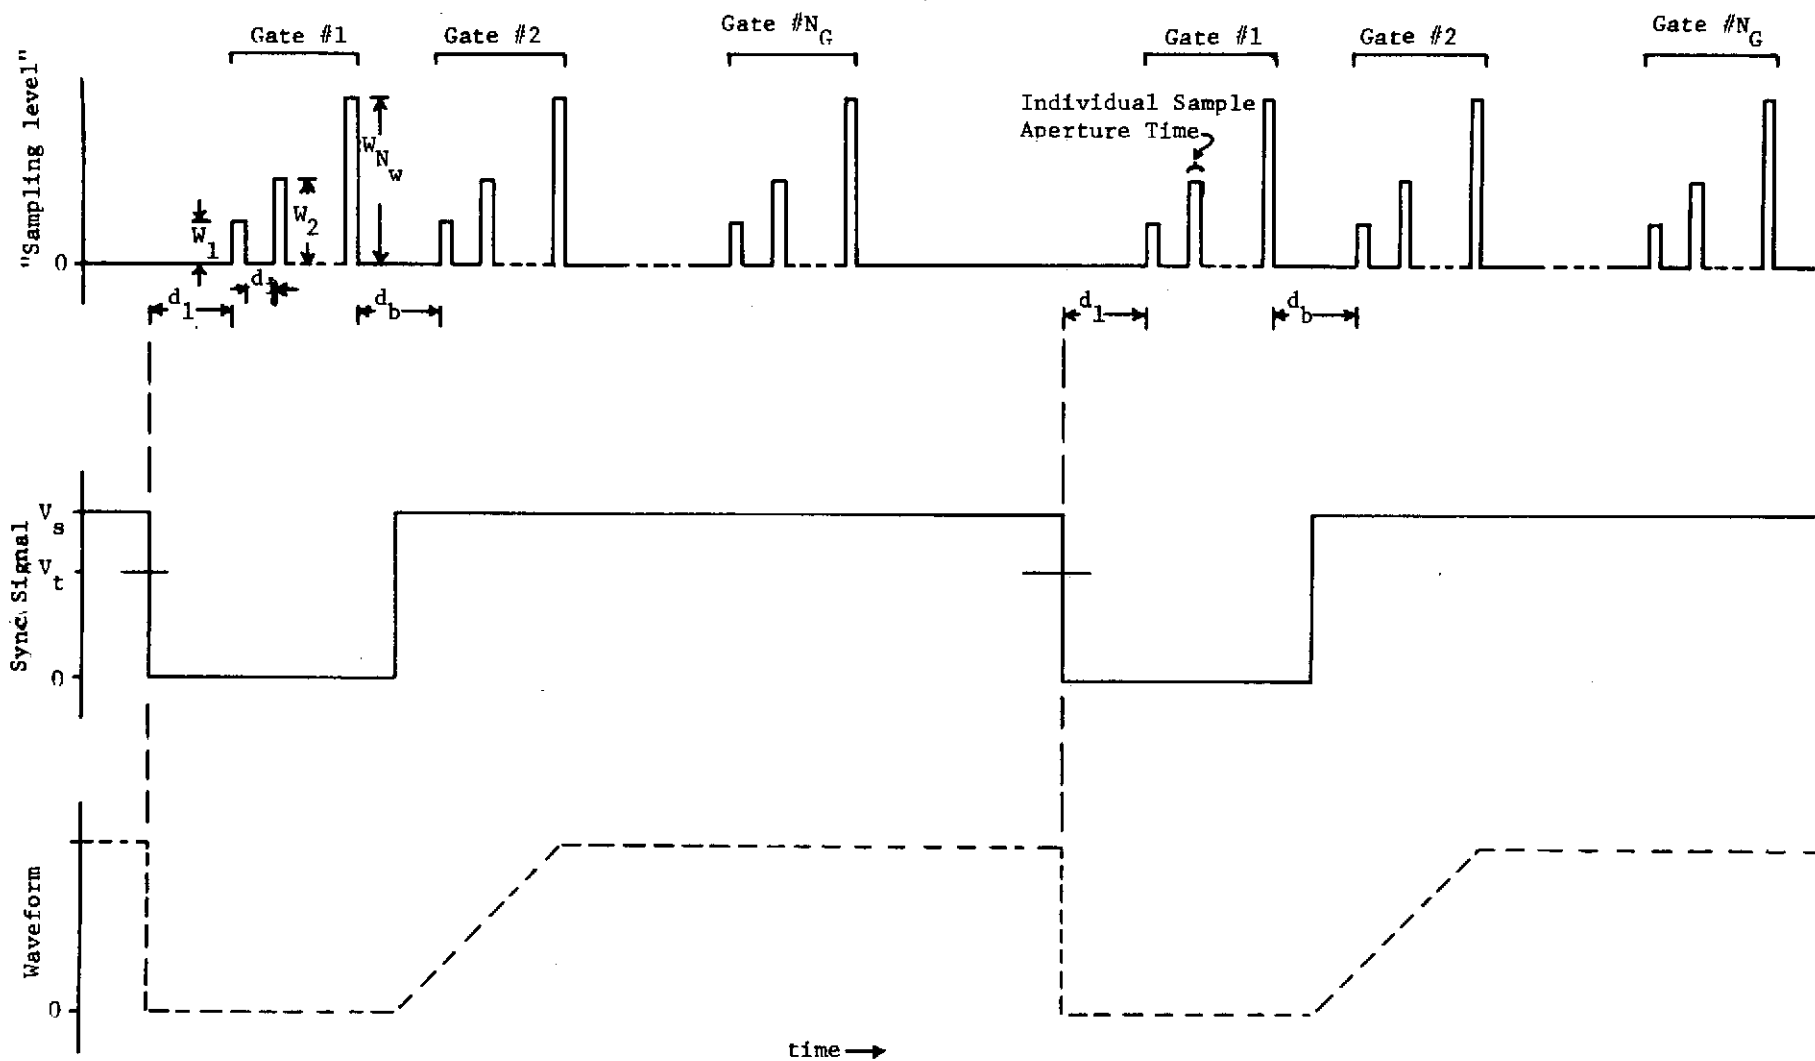 Gate #1
Gate #2
Gate #N_G
Gate #1
Gate #2
Gate #N_G
"Sampling level"
Individual Sample
Aperture Time
W_1
W_2
W_N_w
0
d_1
d_b
d_1
d_b
Sync. Signal
V_s
V_t
0
Waveform
0
time